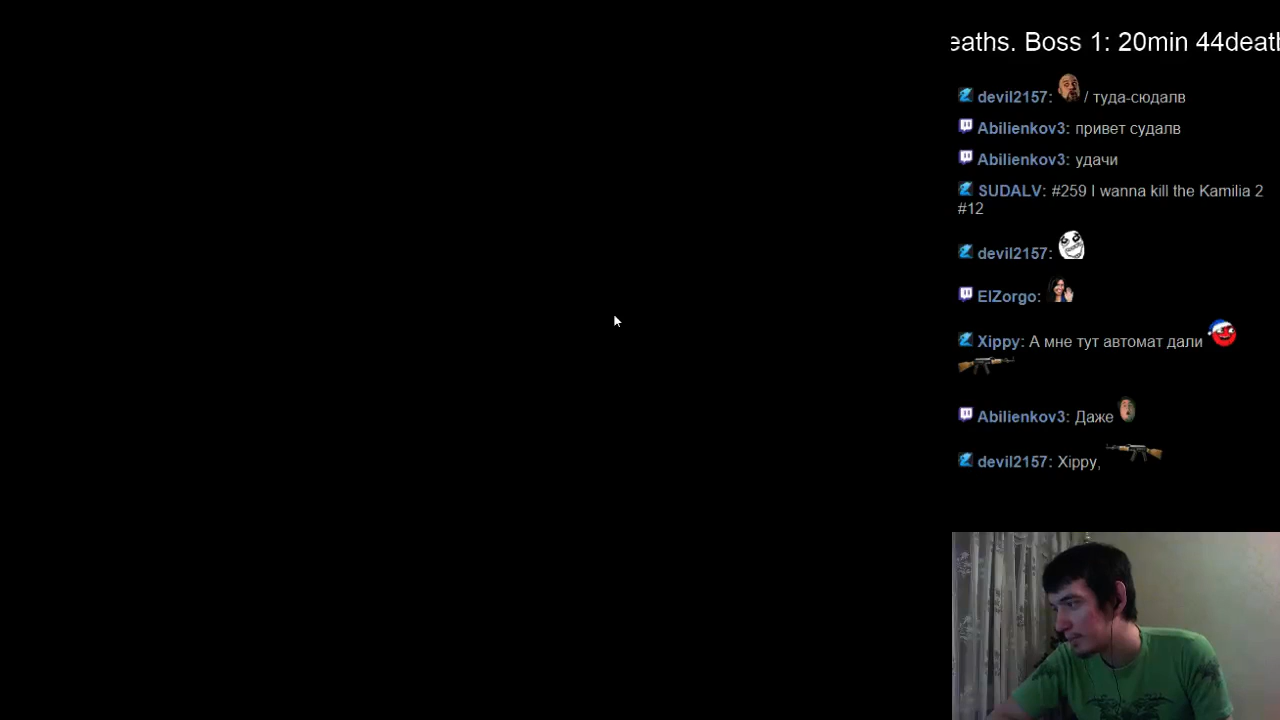 eaths. Boss 1: 20min 44deat
devil2157: / туда-сюдалв
Abilienkov3: привет судалв
Abilienkov3: удачи
SUDALV: #259 I wanna kill the Kamilia 2
#12
devil2157:
ElZorgo:
Xippy: А мне тут автомат дали
Abilienkov3: Даже
devil2157: Xippy,